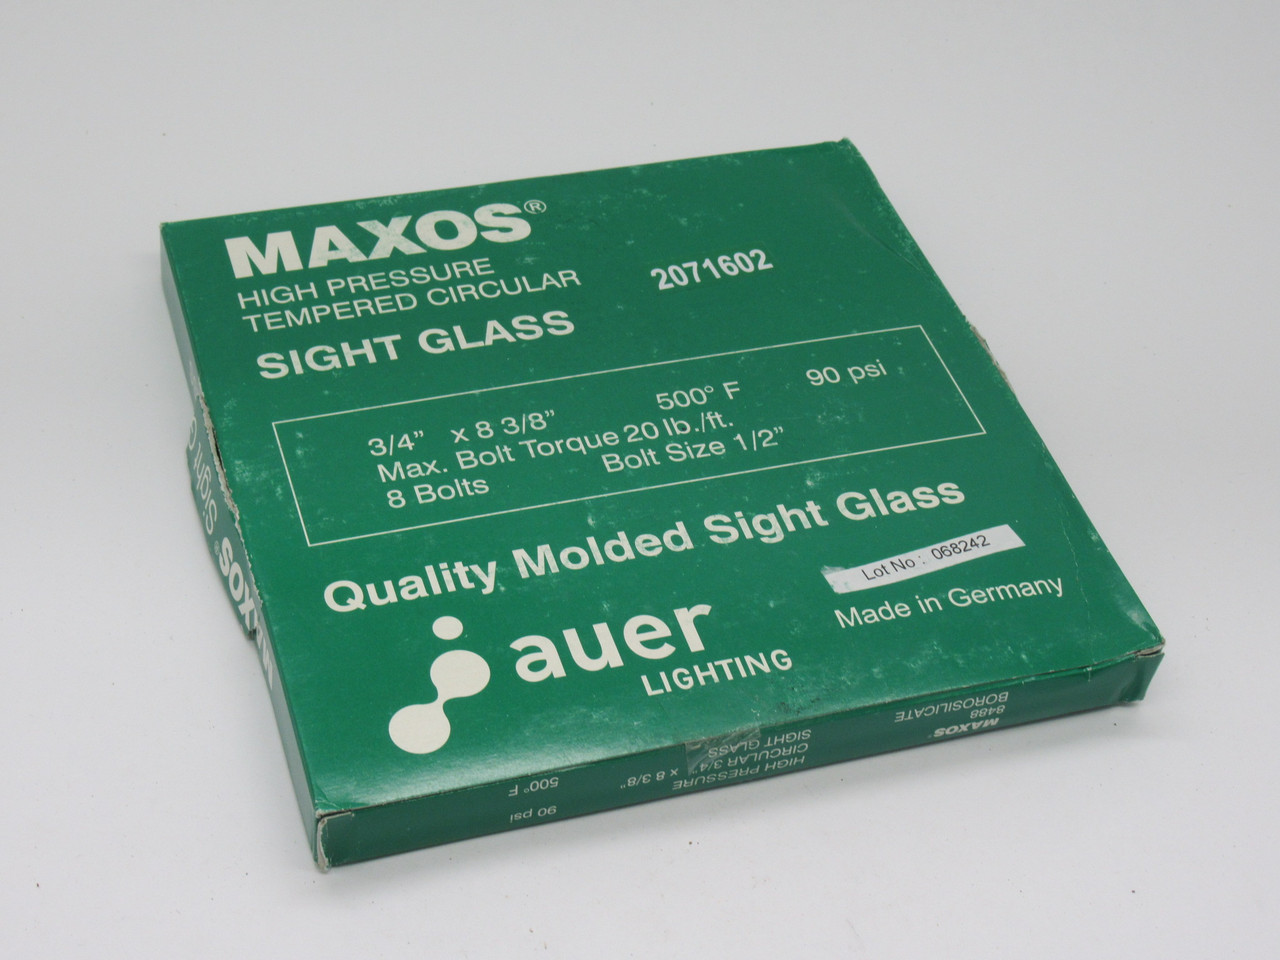 MAXOS®
HIGH PRESSURE
TEMPERED CIRCULAR
2071602
SIGHT GLASS
3/4” x 8 3/8” 500° F 90 psi
Max. Bolt Torque 20 lb./ft.
8 Bolts Bolt Size 1/2”
Quality Molded Sight Glass
Lot No : 068242
Made in Germany
auer
LIGHTING
MAXOS® Sight
MAXOS®
8488
BOROSILICATE
HIGH PRESSURE
CIRCULAR 3/4” x 8 3/8”
SIGHT GLASS
500° F
90 psi